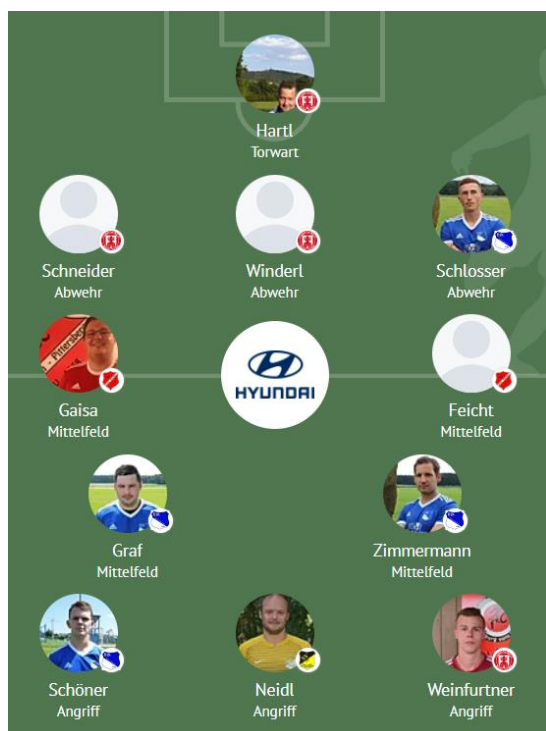 Hartl
Torwart
Schneider
Abwehr
Winderl
Abwehr
Schlosser
Abwehr
Pittersberg
HYUNDAI
Gaisa
Mittelfeld
Feicht
Mittelfeld
Graf
Mittelfeld
Zimmermann
Mittelfeld
Schöner
Angriff
Neidl
Angriff
Weinfurtner
Angriff